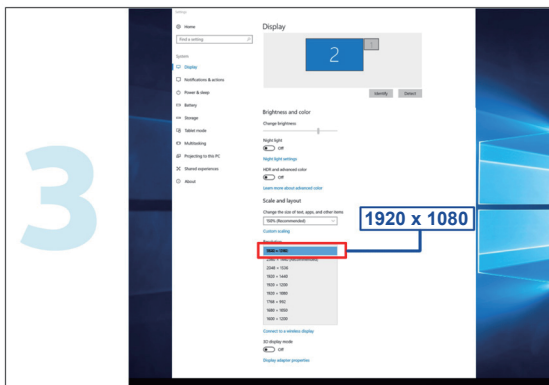 3
settings
Home
Find a setting
System
Display
Notifications & actions
Power & sleep
Battery
Storage
Tablet mode
Multitasking
Projecting to this PC
Shared experiences
About
Display
2
1
Identify Detect
Brightness and color
Change brightness
Night light
Off
Night light settings
HDR and advanced color
Off
Learn more about advanced color
Scale and layout
Change the size of text, apps, and other items
100% (Recommended)
Custom scaling
Resolution
(Recommended)
2048 × 1536
1920 × 1440
1920 × 1200
1920 × 1080
1680 × 1050
1600 × 1200
1920 x 1080
Connect to a wireless display
3D display mode
Off
Display adapter properties